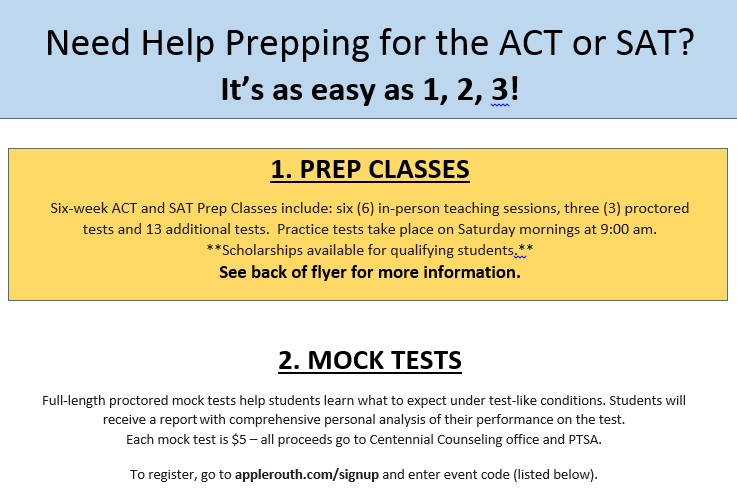 Need Help Prepping for the ACT or SAT?
It’s as easy as 1, 2, 3!
1. PREP CLASSES
Six-week ACT and SAT Prep Classes include: six (6) in-person teaching sessions, three (3) proctored
tests and 13 additional tests.  Practice tests take place on Saturday mornings at 9:00 am.
**Scholarships available for qualifying students.**
See back of flyer for more information.
2. MOCK TESTS
Full-length proctored mock tests help students learn what to expect under test-like conditions. Students will
receive a report with comprehensive personal analysis of their performance on the test.
Each mock test is $5 – all proceeds go to Centennial Counseling office and PTSA.
To register, go to applerouth.com/signup and enter event code (listed below).